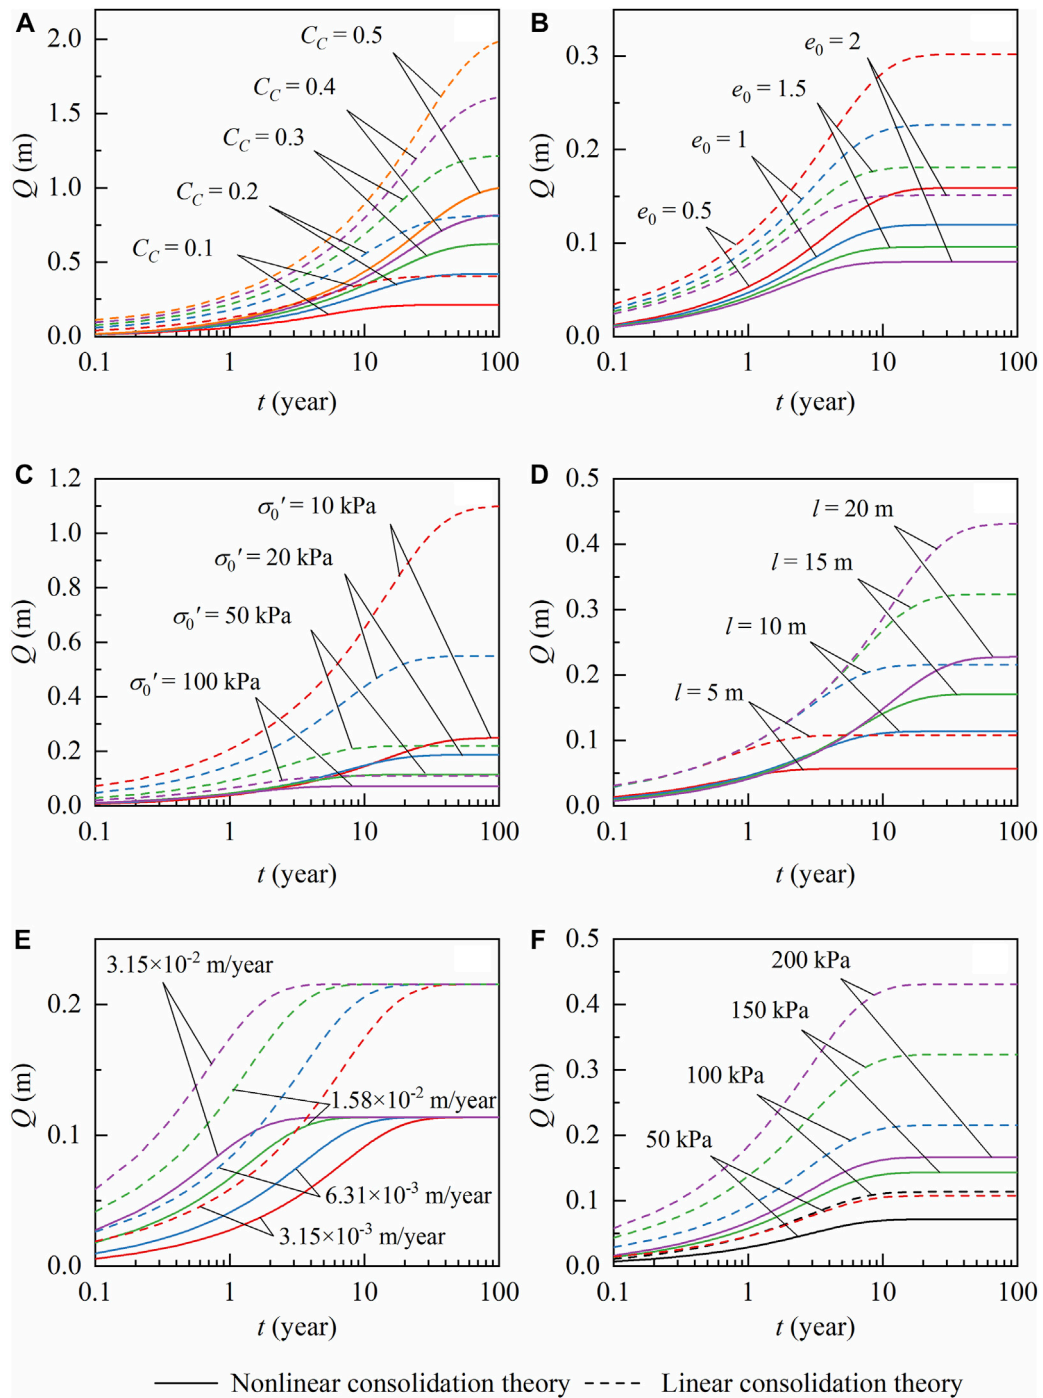 A
2.0
1.5
1.0
0.5
0.0
Q (m)
C_C = 0.5
C_C = 0.4
C_C = 0.3
C_C = 0.2
C_C = 0.1
0.1 1 10 100
t (year)
B
0.3
0.2
0.1
0.0
Q (m)
e₀ = 2
e₀ = 1.5
e₀ = 1
e₀ = 0.5
0.1 1 10 100
t (year)
C
1.2
1.0
0.8
0.6
0.4
0.2
0.0
Q (m)
σ₀′ = 10 kPa
σ₀′ = 20 kPa
σ₀′ = 50 kPa
σ₀′ = 100 kPa
0.1 1 10 100
t (year)
D
0.5
0.4
0.3
0.2
0.1
0.0
Q (m)
l = 20 m
l = 15 m
l = 10 m
l = 5 m
0.1 1 10 100
t (year)
E
0.2
0.1
0.0
Q (m)
3.15×10⁻² m/year
1.58×10⁻² m/year
6.31×10⁻³ m/year
3.15×10⁻³ m/year
0.1 1 10 100
t (year)
F
0.5
0.4
0.3
0.2
0.1
0.0
Q (m)
200 kPa
150 kPa
100 kPa
50 kPa
0.1 1 10 100
t (year)
Nonlinear consolidation theory Linear consolidation theory